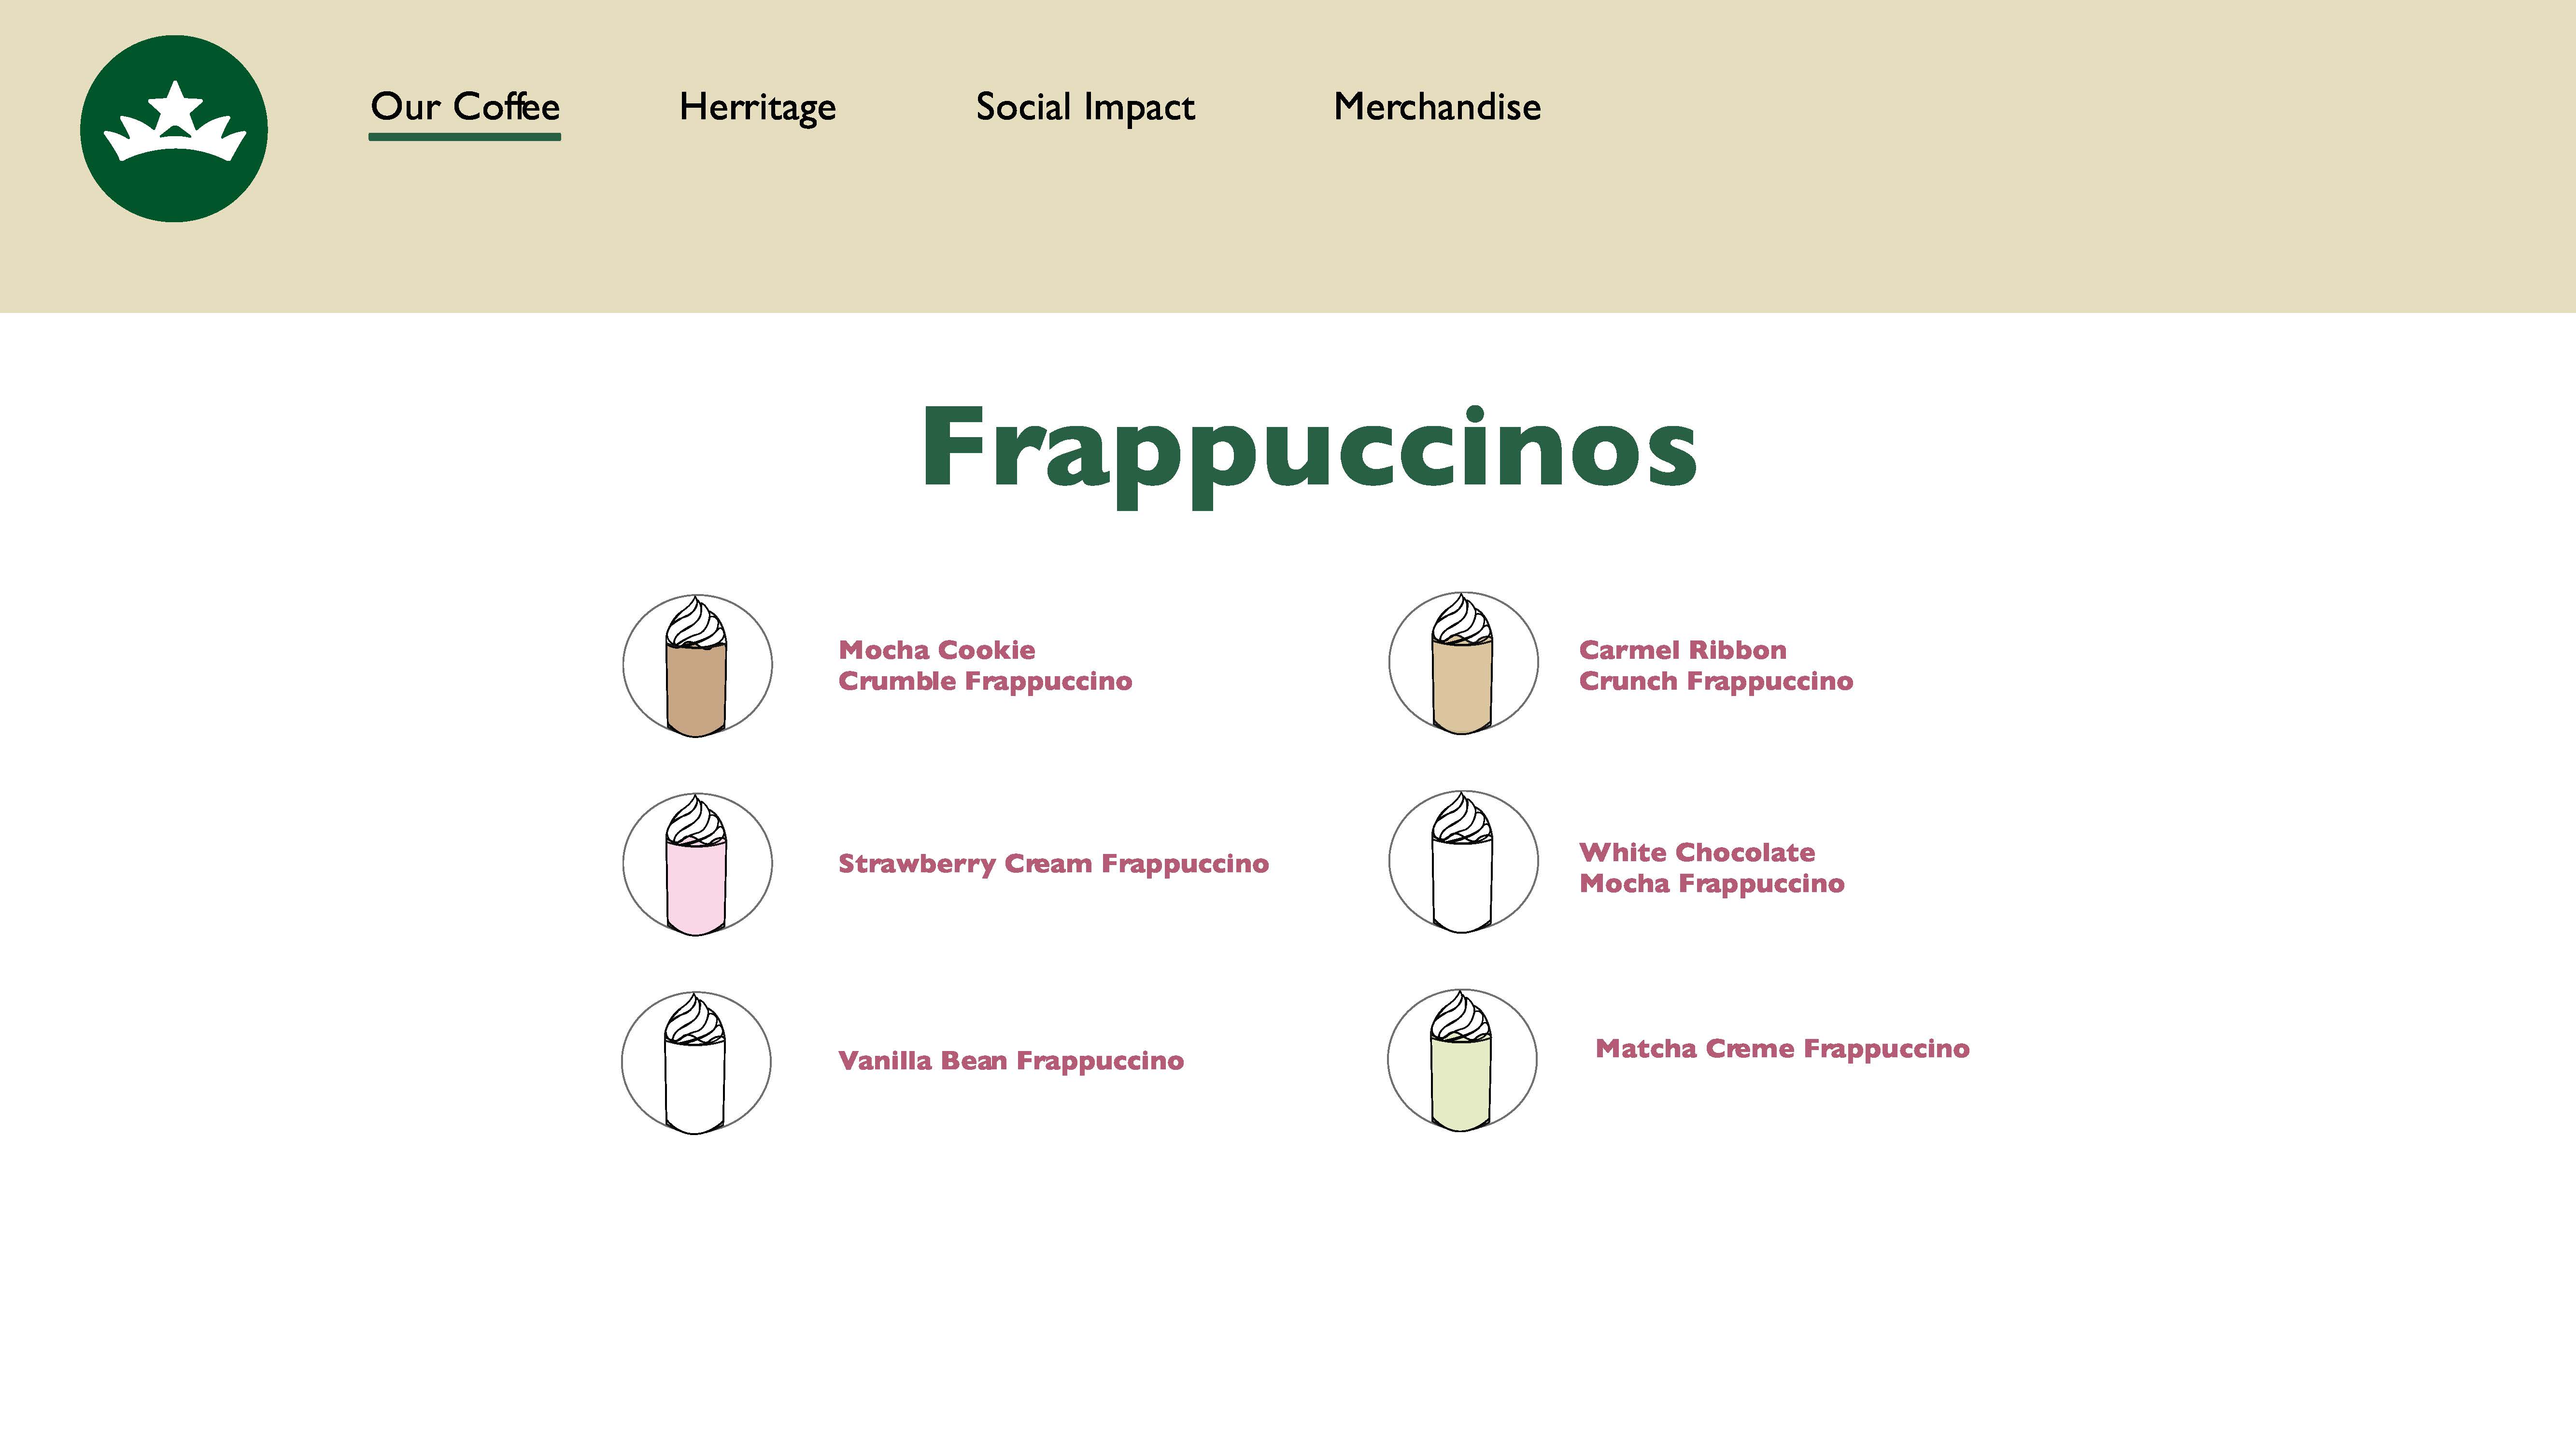 Our Coffee
Herritage
Social Impact
Merchandise
Frappuccinos
Mocha Cookie
Crumble Frappuccino
Carmel Ribbon
Crunch Frappuccino
Strawberry Cream Frappuccino
White Chocolate
Mocha Frappuccino
Vanilla Bean Frappuccino
Matcha Creme Frappuccino